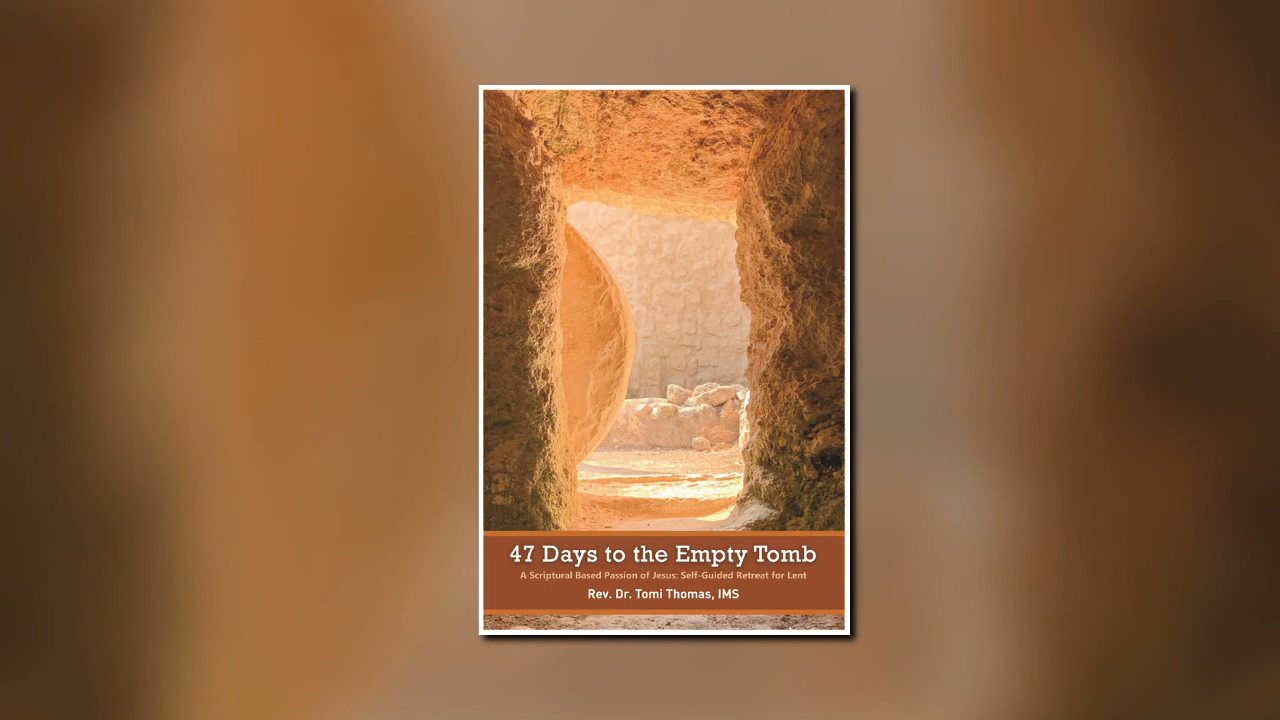 47 Days to the Empty Tomb
A Scriptural Based Passion of Jesus: Self-Guided Retreat for Lent
Rev. Dr. Tomi Thomas, IMS